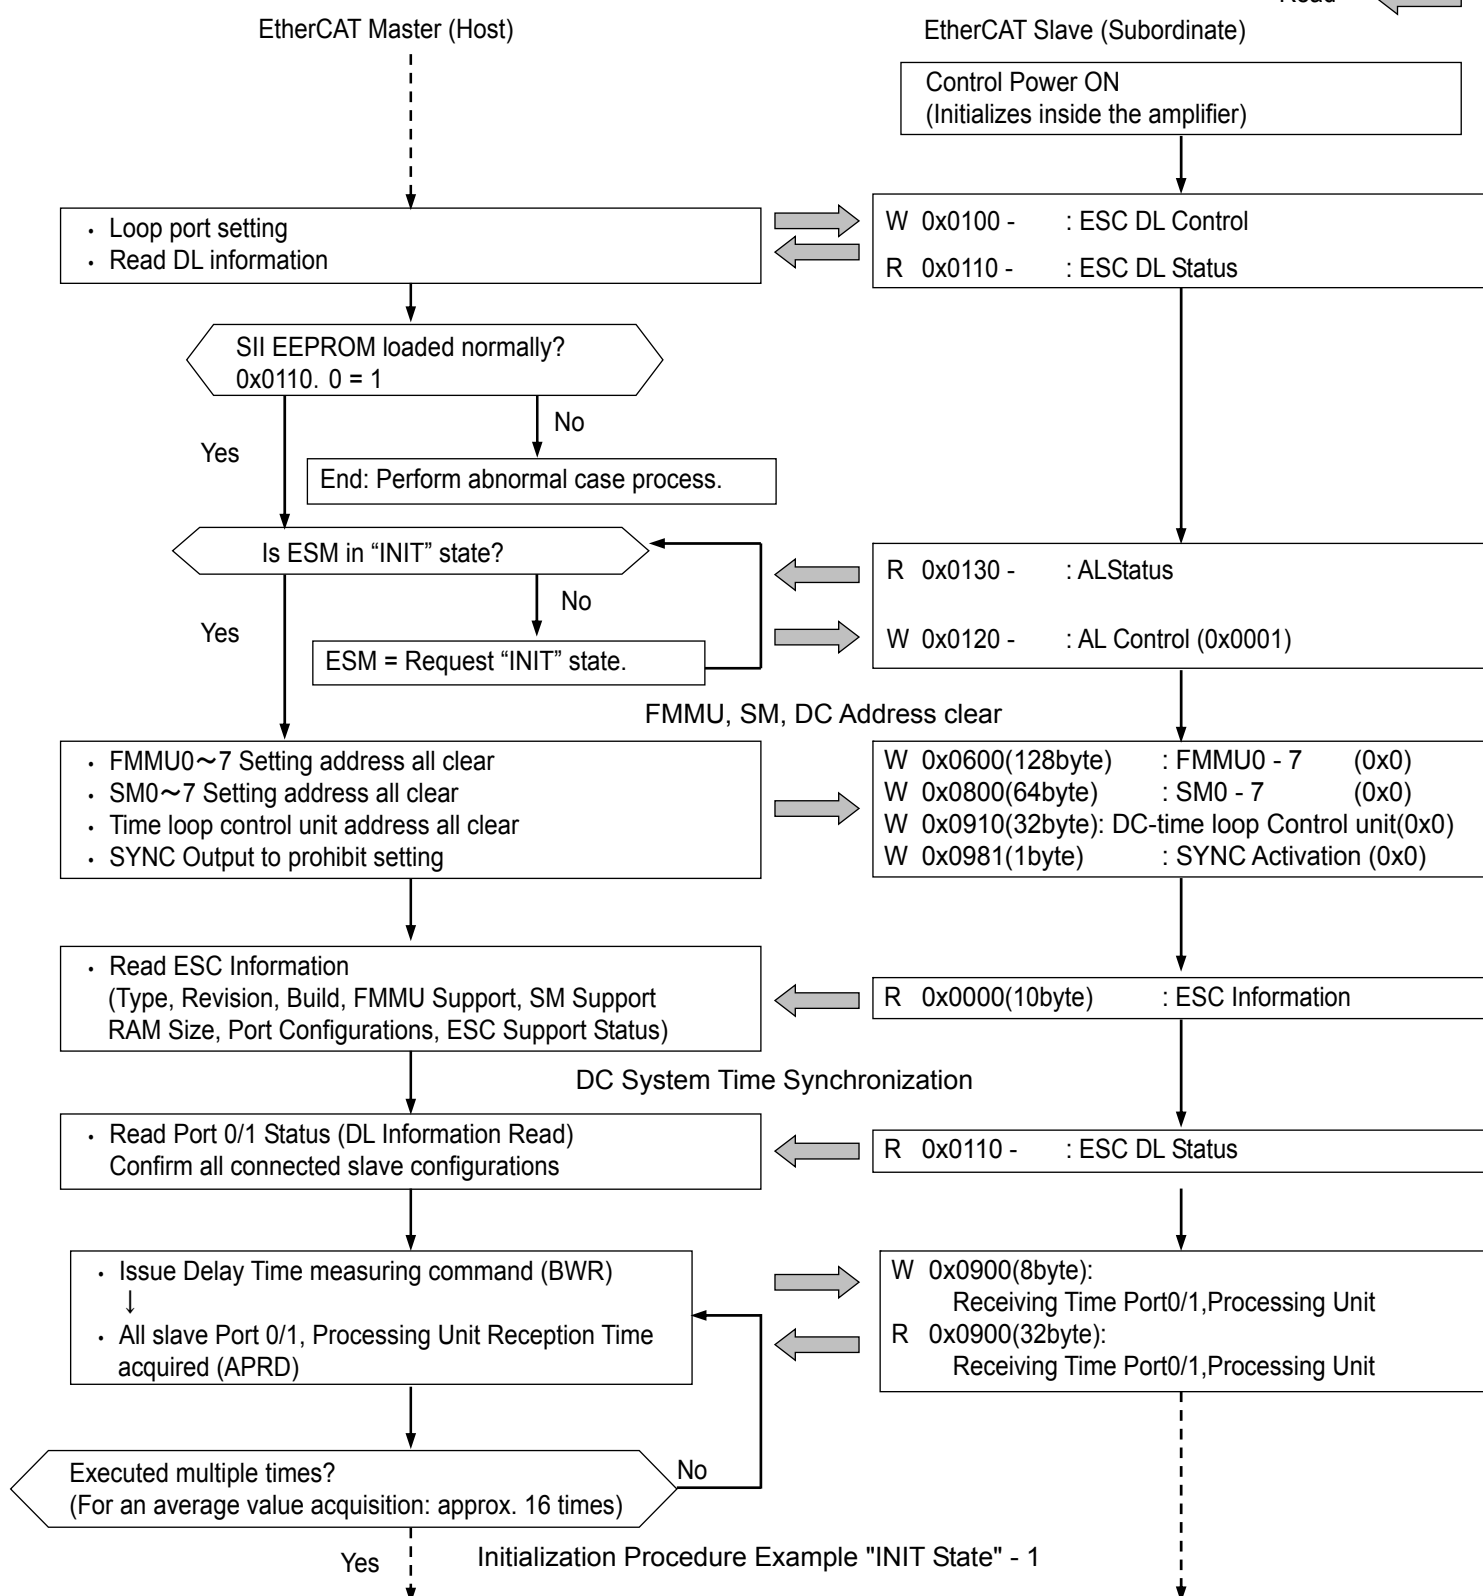 Read
EtherCAT Master (Host)
EtherCAT Slave (Subordinate)
Control Power ON
(Initializes inside the amplifier)
・ Loop port setting
・ Read DL information
W 0x0100 - : ESC DL Control
R 0x0110 - : ESC DL Status
SII EEPROM loaded normally?
0x0110. 0 = 1
No
Yes
End: Perform abnormal case process.
Is ESM in “INIT” state?
R 0x0130 - : ALStatus
No
Yes
W 0x0120 - : AL Control (0x0001)
ESM = Request “INIT” state.
FMMU, SM, DC Address clear
・ FMMU0～7 Setting address all clear
・ SM0～7 Setting address all clear
・ Time loop control unit address all clear
・ SYNC Output to prohibit setting
W 0x0600(128byte) : FMMU0 - 7 (0x0)
W 0x0800(64byte) : SM0 - 7 (0x0)
W 0x0910(32byte): DC-time loop Control unit(0x0)
W 0x0981(1byte) : SYNC Activation (0x0)
・ Read ESC Information
(Type, Revision, Build, FMMU Support, SM Support
RAM Size, Port Configurations, ESC Support Status)
R 0x0000(10byte) : ESC Information
DC System Time Synchronization
・ Read Port 0/1 Status (DL Information Read)
Confirm all connected slave configurations
R 0x0110 - : ESC DL Status
・ Issue Delay Time measuring command (BWR)
↓
・ All slave Port 0/1, Processing Unit Reception Time
acquired (APRD)
W 0x0900(8byte):
Receiving Time Port0/1,Processing Unit
R 0x0900(32byte):
Receiving Time Port0/1,Processing Unit
Executed multiple times?
(For an average value acquisition: approx. 16 times)
No
Yes
Initialization Procedure Example "INIT State" - 1